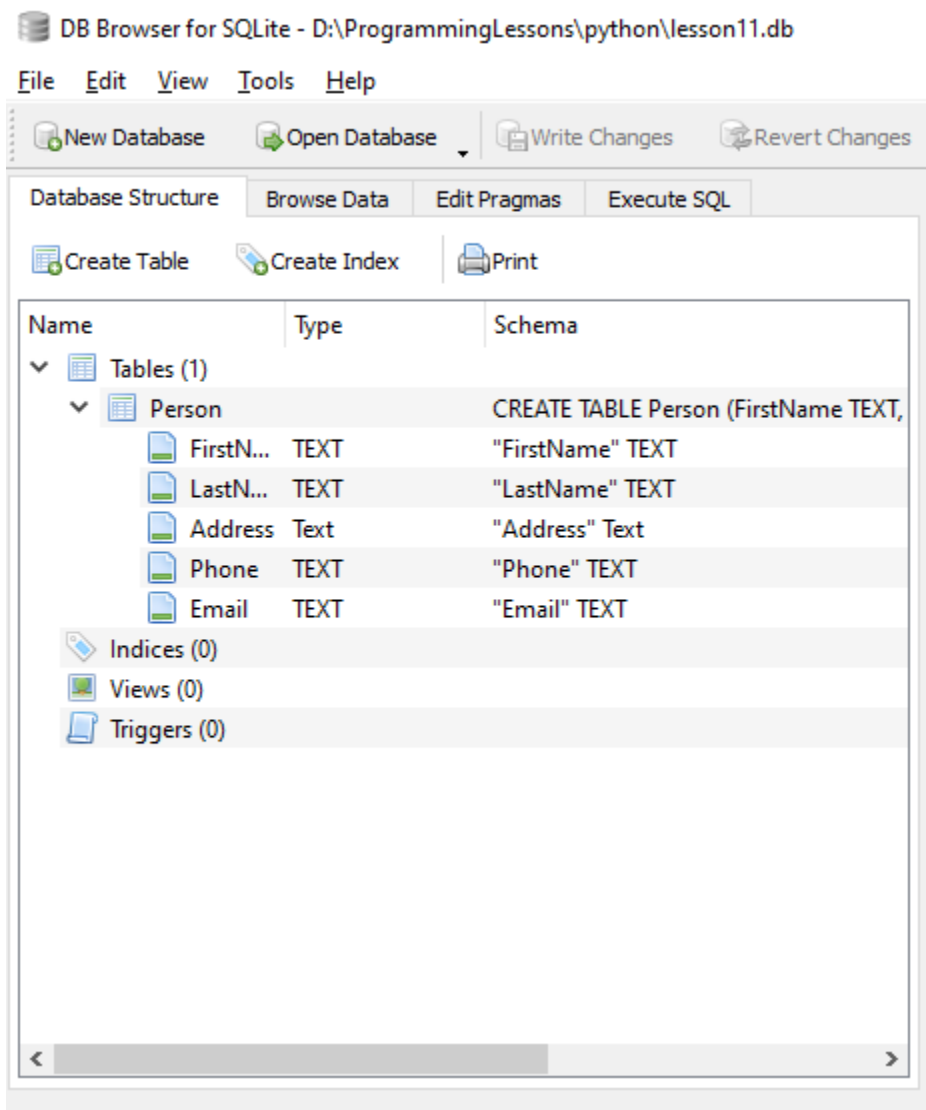 DB Browser for SQLite - D:\ProgrammingLessons\python\lesson11.db
File Edit View Tools Help
New Database Open Database Write Changes Revert Changes
Database Structure Browse Data Edit Pragmas Execute SQL
Create Table Create Index Print
Name Type Schema
Tables (1)
Person CREATE TABLE Person (FirstName TEXT,
FirstN... TEXT "FirstName" TEXT
LastN... TEXT "LastName" TEXT
Address Text "Address" Text
Phone TEXT "Phone" TEXT
Email TEXT "Email" TEXT
Indices (0)
Views (0)
Triggers (0)